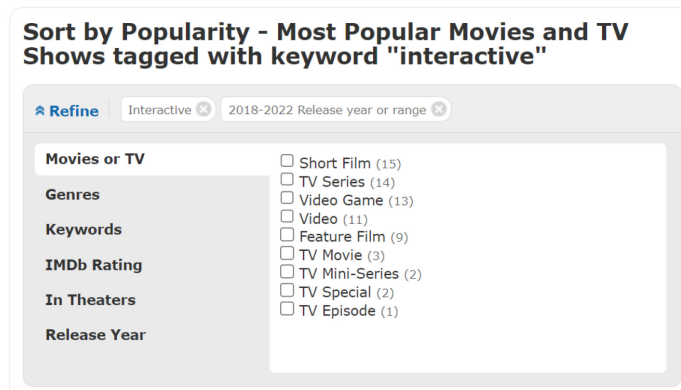 Sort by Popularity - Most Popular Movies and TV
Shows tagged with keyword "interactive"
Refine
Interactive
2018-2022 Release year or range
Movies or TV
Genres
Keywords
IMDb Rating
In Theaters
Release Year
Short Film (15)
TV Series (14)
Video Game (13)
Video (11)
Feature Film (9)
TV Movie (3)
TV Mini-Series (2)
TV Special (2)
TV Episode (1)